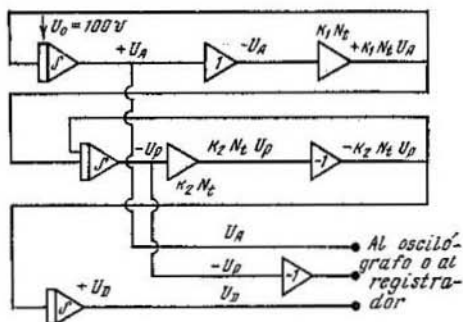 U₀ = 100 v
∫ + U_A 1 - U_A K₁ N_t + K₁ N_t U_A
∫ - U_P K₂ N_t K₂ N_t U_P -1 - K₂ N_t U_P
U_A
- U_P -1
∫ + U_D U_D
Al osciló-
grafo o al
registra-
dor